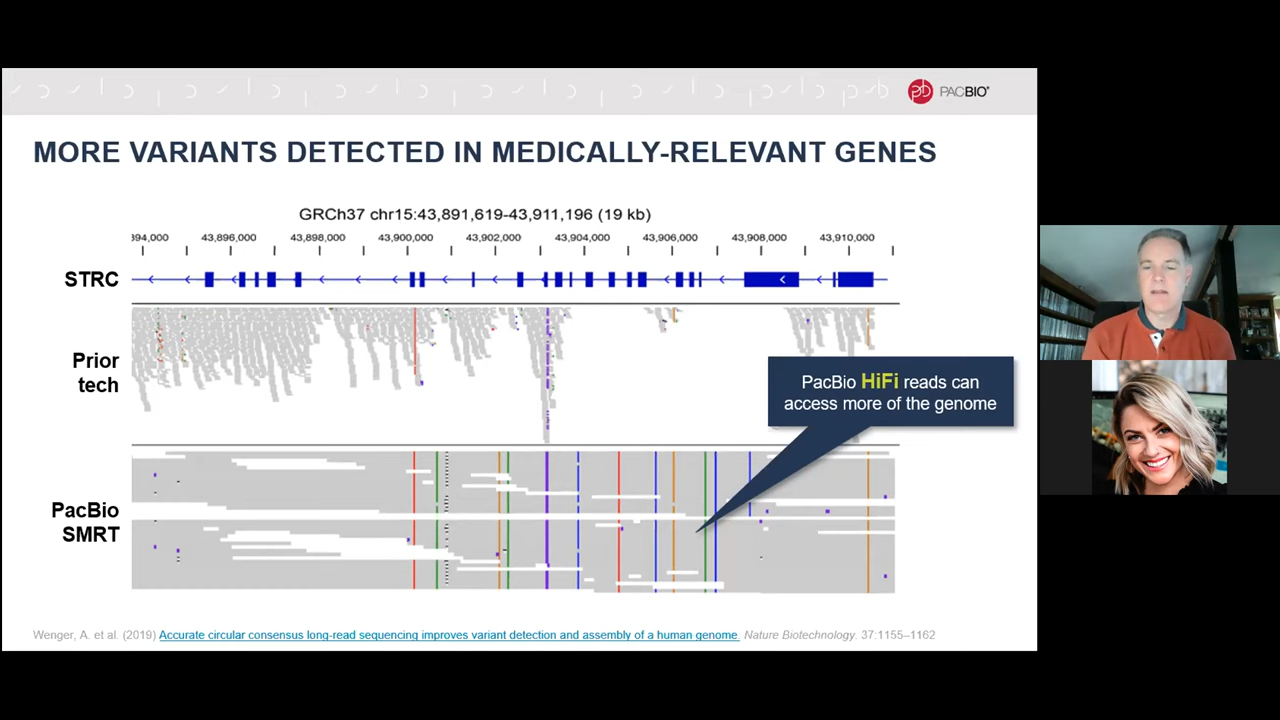 PACBIO®
MORE VARIANTS DETECTED IN MEDICALLY-RELEVANT GENES
GRCh37 chr15:43,891,619-43,911,196 (19 kb)
394,000 43,896,000 43,898,000 43,900,000 43,902,000 43,904,000 43,906,000 43,908,000 43,910,000
STRC
Prior
tech
PacBio HiFi reads can
access more of the genome
PacBio
SMRT
Wenger, A. et al. (2019) Accurate circular consensus long-read sequencing improves variant detection and assembly of a human genome. Nature Biotechnology. 37:1155–1162